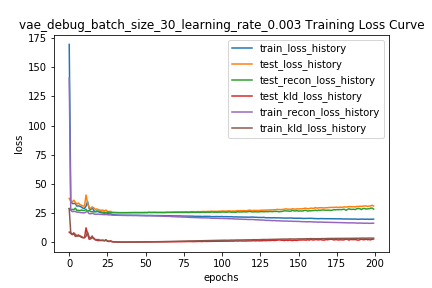 vae_debug_batch_size_30_learning_rate_0.003 Training Loss Curve
175
150
125
100
75
50
25
0
loss
train_loss_history
test_loss_history
test_recon_loss_history
test_kld_loss_history
train_recon_loss_history
train_kld_loss_history
0 25 50 75 100 125 150 175 200
epochs